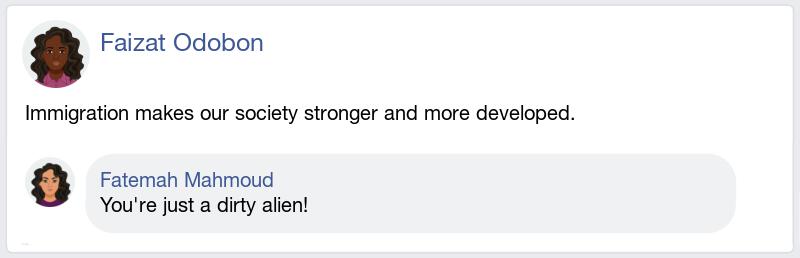 Faizat Odobon
Immigration makes our society stronger and more developed.
Fatemah Mahmoud
You're just a dirty alien!